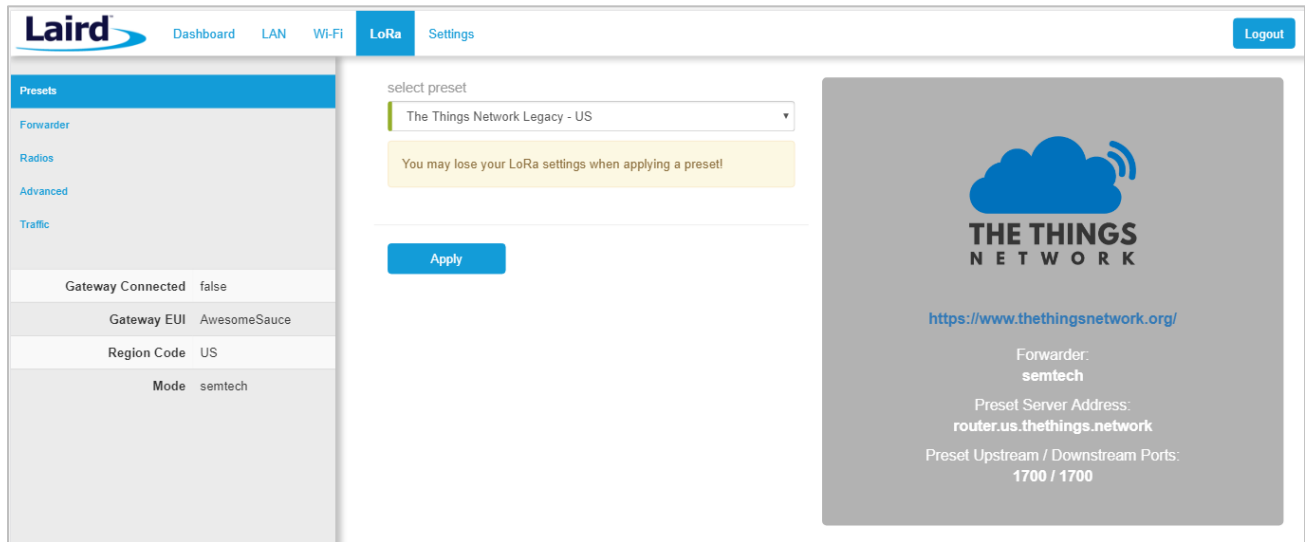 Laird
Dashboard LAN Wi-Fi LoRa Settings Logout
Presets
Forwarder
Radios
Advanced
Traffic
Gateway Connected false
Gateway EUI AwesomeSauce
Region Code US
Mode semtech
select preset
The Things Network Legacy - US
You may lose your LoRa settings when applying a preset!
Apply
THE THINGS
NETWORK
https://www.thethingsnetwork.org/
Forwarder:
semtech
Preset Server Address:
router.us.thethings.network
Preset Upstream / Downstream Ports:
1700 / 1700